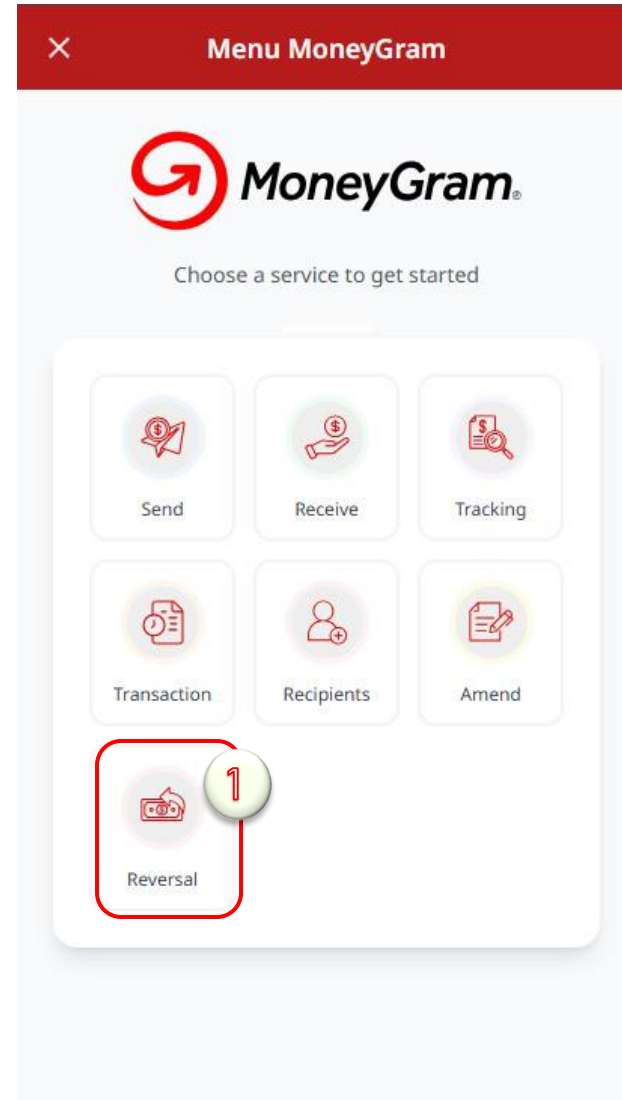 Menu MoneyGram
MoneyGram®
Choose a service to get started
Send
Receive
Tracking
Transaction
Recipients
Amend
1
Reversal